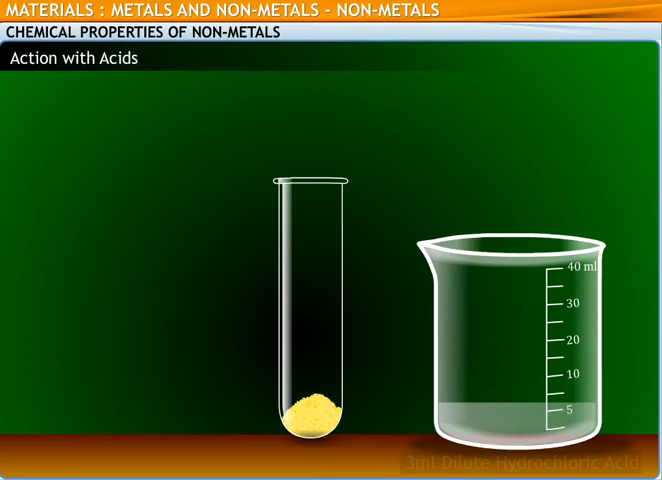 MATERIALS : METALS AND NON-METALS - NON-METALS
CHEMICAL PROPERTIES OF NON-METALS
Action with Acids
40 ml
30
20
10
5
3ml Dilute Hydrochloric Acid